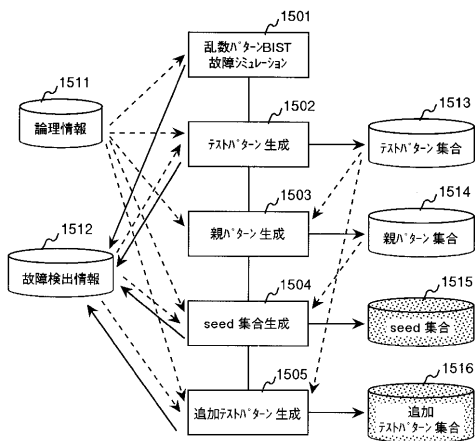 1501
乱数パターンBIST
故障シミュレーション
1511
論理情報
1502
テストパターン 生成
1513
テストパターン 集合
1503
親パターン 生成
1514
親パターン 集合
1512
故障検出情報
1504
seed 集合生成
1515
seed 集合
1505
追加テストパターン 生成
1516
追加
テストパターン 集合